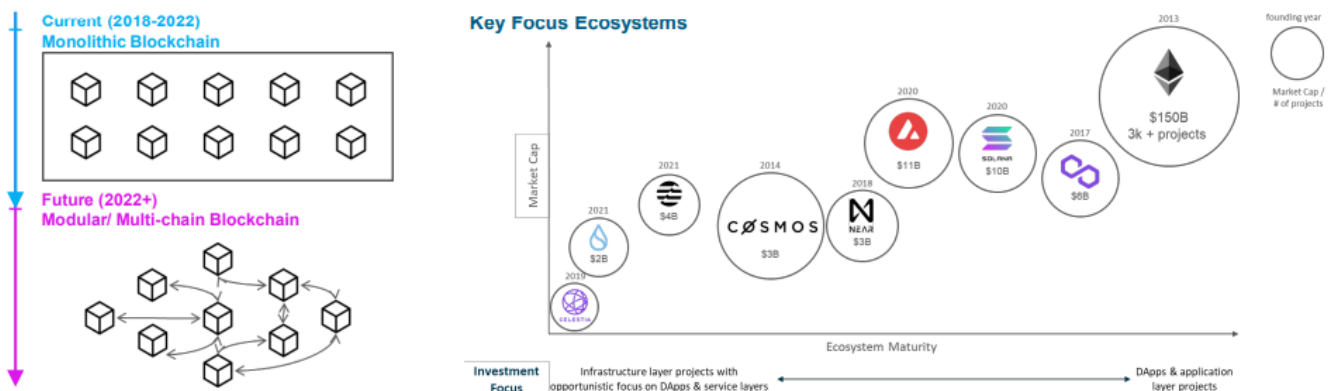 Current (2018-2022)
Monolithic Blockchain
Future (2022+)
Modular/ Multi-chain Blockchain
Key Focus Ecosystems
founding year
Market Cap /
# of projects
Market Cap
2019
CELESTIA
2021
$2B
2021
$4B
2014
COSMOS
$3B
2018
NEAR
$3B
2020
$11B
2020
SOLANA
$10B
2017
$6B
2013
$150B
3k + projects
Ecosystem Maturity
Investment
Focus
Infrastructure layer projects with
opportunistic focus on DApps & service layers
DApps & application
layer projects